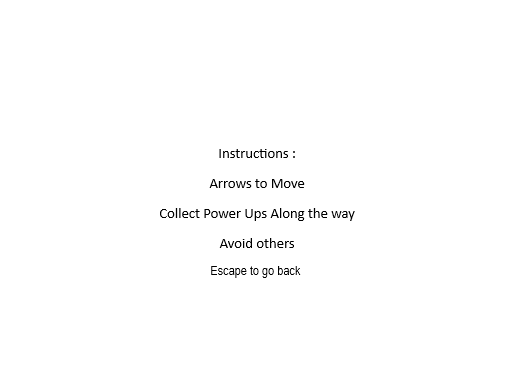 Instructions :
Arrows to Move
Collect Power Ups Along the way
Avoid others
Escape to go back